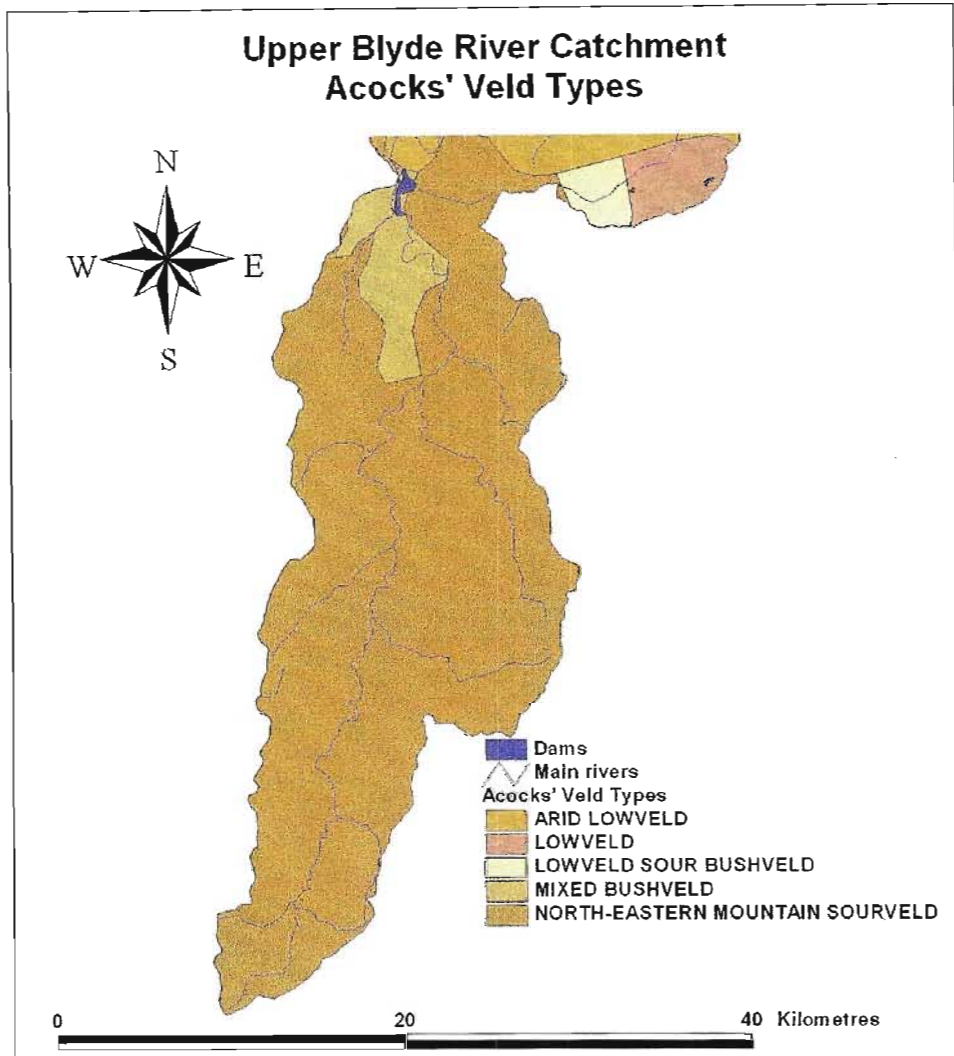 Upper Blyde River Catchment
Acocks' Veld Types
N
W E
S
Dams
Main rivers
Acocks' Veld Types
ARID LOWVELD
LOWVELD
LOWVELD SOUR BUSHVELD
MIXED BUSHVELD
NORTH-EASTERN MOUNTAIN SOURVELD
0 20 40 Kilometres